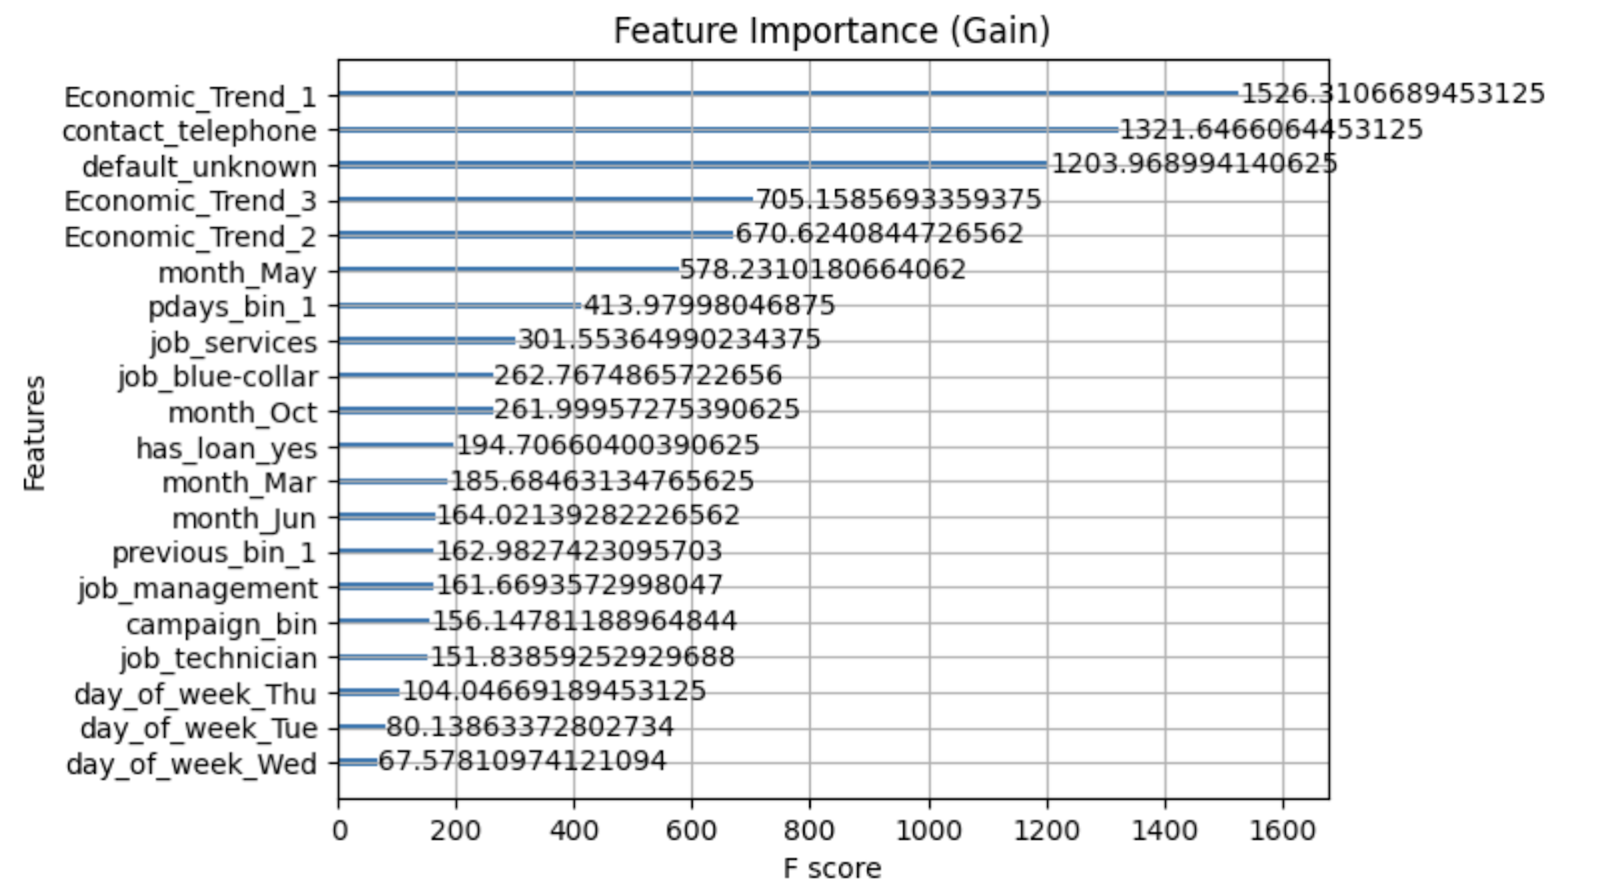 Feature Importance (Gain)
Economic_Trend_1 1526.3106689453125
contact_telephone 1321.6466064453125
default_unknown 1203.968994140625
Economic_Trend_3 705.1585693359375
Economic_Trend_2 670.6240844726562
month_May 578.2310180664062
pdays_bin_1 413.97998046875
job_services 301.55364990234375
job_blue-collar 262.7674865722656
month_Oct 261.99957275390625
has_loan_yes 194.70660400390625
month_Mar 185.68463134765625
month_Jun 164.02139282226562
previous_bin_1 162.9827423095703
job_management 161.6693572998047
campaign_bin 156.14781188964844
job_technician 151.83859252929688
day_of_week_Thu 104.04669189453125
day_of_week_Tue 80.13863372802734
day_of_week_Wed 67.57810974121094
Features
0 200 400 600 800 1000 1200 1400 1600
F score